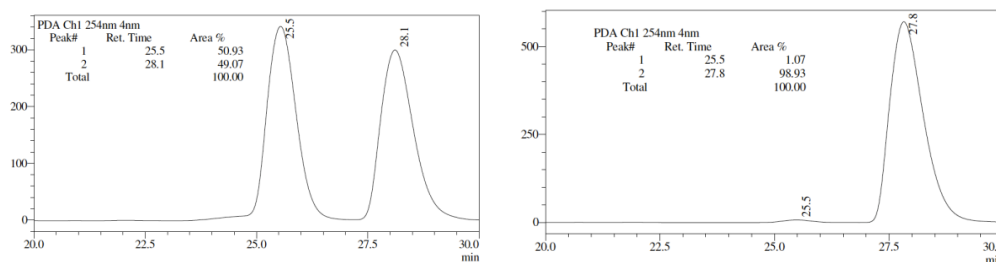 PDA Ch1 254nm 4nm
Peak# Ret. Time Area %
1 25.5 50.93
2 28.1 49.07
Total 100.00
25.5
28.1
300
200
100
0
20.0 22.5 25.0 27.5 30.0
min
PDA Ch1 254nm 4nm
Peak# Ret. Time Area %
1 25.5 1.07
2 27.8 98.93
Total 100.00
27.8
25.5
500
250
0
20.0 22.5 25.0 27.5 30.0
min